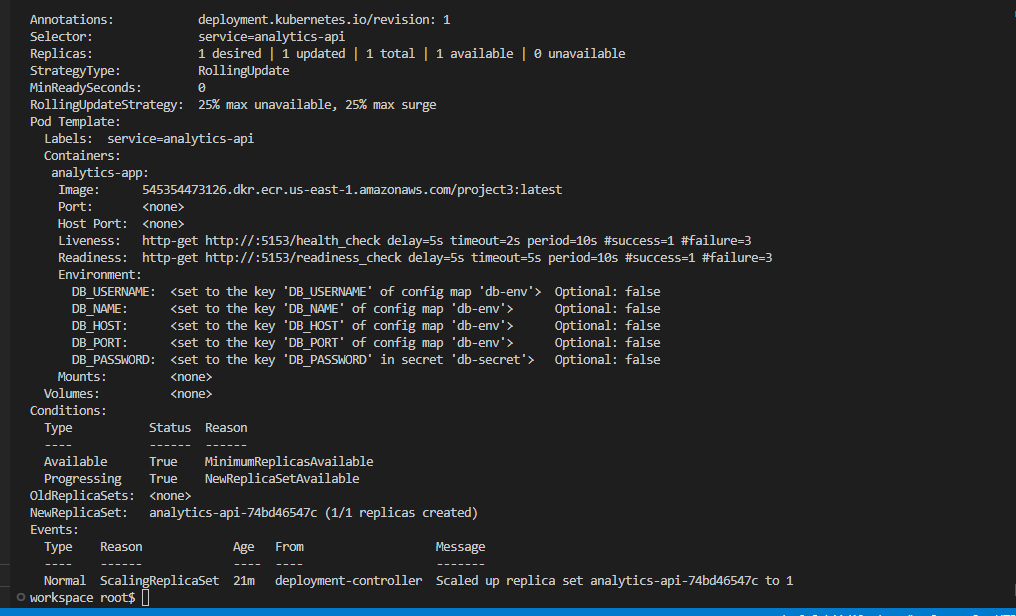 Annotations:            deployment.kubernetes.io/revision: 1
Selector:               service=analytics-api
Replicas:               1 desired | 1 updated | 1 total | 1 available | 0 unavailable
StrategyType:           RollingUpdate
MinReadySeconds:        0
RollingUpdateStrategy:  25% max unavailable, 25% max surge
Pod Template:
  Labels:  service=analytics-api
  Containers:
   analytics-app:
    Image:      545354473126.dkr.ecr.us-east-1.amazonaws.com/project3:latest
    Port:       <none>
    Host Port:  <none>
    Liveness:   http-get http://:5153/health_check delay=5s timeout=2s period=10s #success=1 #failure=3
    Readiness:  http-get http://:5153/readiness_check delay=5s timeout=5s period=10s #success=1 #failure=3
    Environment:
      DB_USERNAME:  <set to the key 'DB_USERNAME' of config map 'db-env'>  Optional: false
      DB_NAME:      <set to the key 'DB_NAME' of config map 'db-env'>      Optional: false
      DB_HOST:      <set to the key 'DB_HOST' of config map 'db-env'>      Optional: false
      DB_PORT:      <set to the key 'DB_PORT' of config map 'db-env'>      Optional: false
      DB_PASSWORD:  <set to the key 'DB_PASSWORD' in secret 'db-secret'>   Optional: false
    Mounts:         <none>
  Volumes:          <none>
Conditions:
  Type           Status  Reason
  ----           ------  ------
  Available      True    MinimumReplicasAvailable
  Progressing    True    NewReplicaSetAvailable
OldReplicaSets:  <none>
NewReplicaSet:   analytics-api-74bd46547c (1/1 replicas created)
Events:
  Type    Reason             Age   From                   Message
  ----    ------             ----  ----                   -------
  Normal  ScalingReplicaSet  21m   deployment-controller  Scaled up replica set analytics-api-74bd46547c to 1
workspace root$